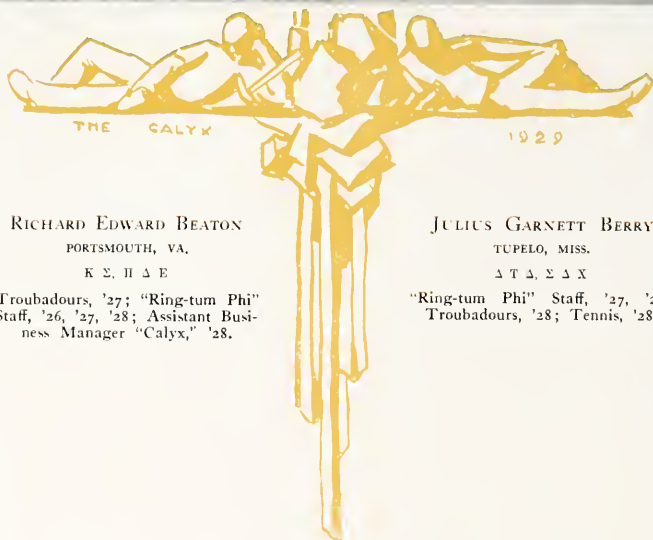 THE CALYX 1929
RICHARD EDWARD BEATON
PORTSMOUTH, VA.
Κ Σ, Π Δ Ε
Troubadours, '27; "Ring-tum Phi"
Staff, '26, '27, '28; Assistant Busi-
ness Manager "Calyx," '28.
JULIUS GARNETT BERRY
TUPELO, MISS.
Δ Τ Δ, Σ Δ Χ
"Ring-tum Phi" Staff, '27,
Troubadours, '28; Tennis, '28